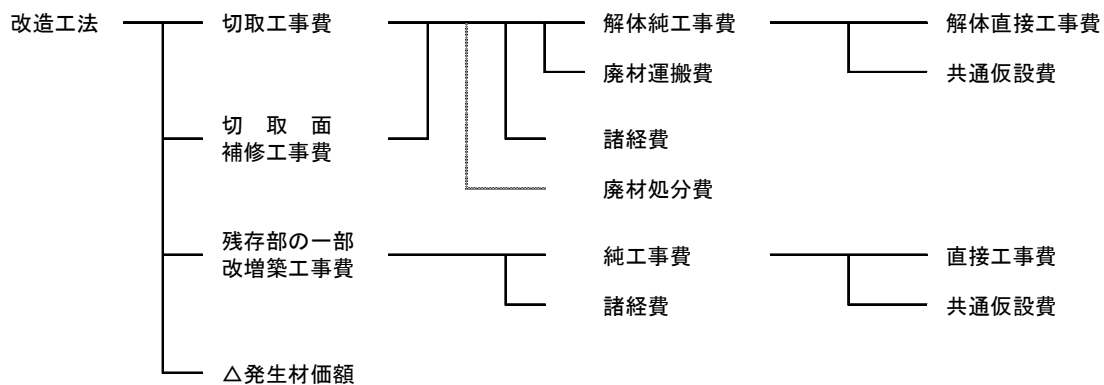 改造工法 切取工事費 解体純工事費 解体直接工事費
廃材運搬費 共通仮設費
切 取 面
補修工事費
諸経費
廃材処分費
残存部の一部
改増築工事費
純工事費 直接工事費
諸経費 共通仮設費
△発生材価額